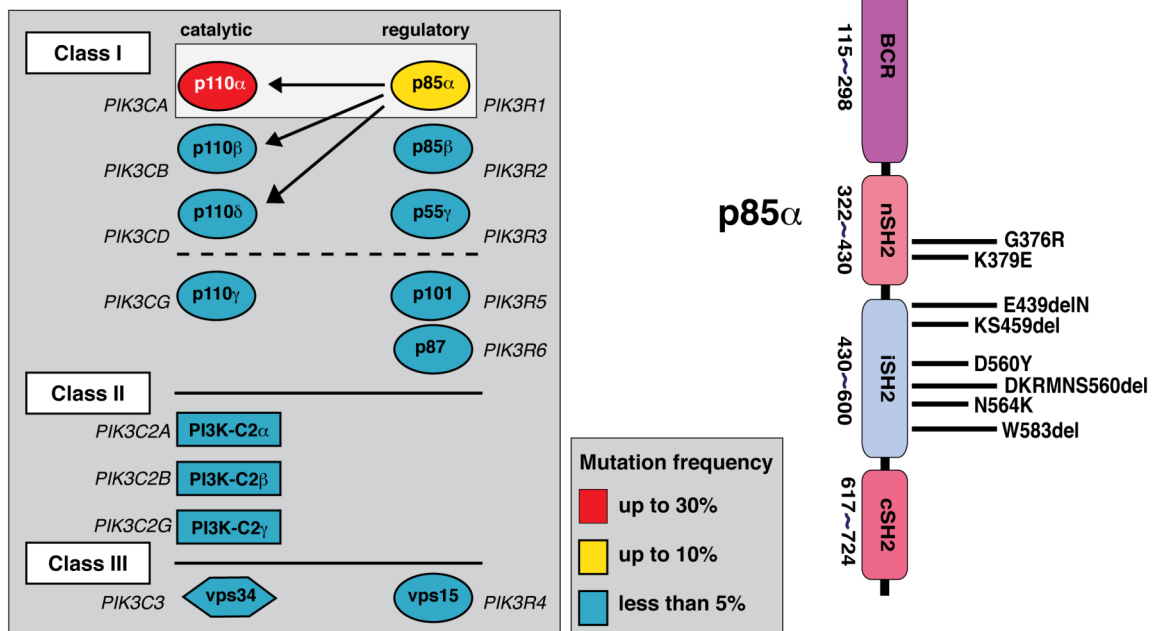 catalytic regulatory
Class I
p110α p85α
PIK3CA PIK3R1
p110β p85β
PIK3CB PIK3R2
p110δ p55γ
PIK3CD PIK3R3
p110γ p101
PIK3CG PIK3R5
p87
PIK3R6
Class II
PIK3C2A PI3K-C2α
PIK3C2B PI3K-C2β
PIK3C2G PI3K-C2γ
Class III
PIK3C3 vps34 vps15 PIK3R4
Mutation frequency
up to 30%
up to 10%
less than 5%
p85α
115~298
BCR
322~430
nSH2
G376R
K379E
430~600
iSH2
E439delN
KS459del
D560Y
DKRMNS560del
N564K
W583del
617~724
cSH2